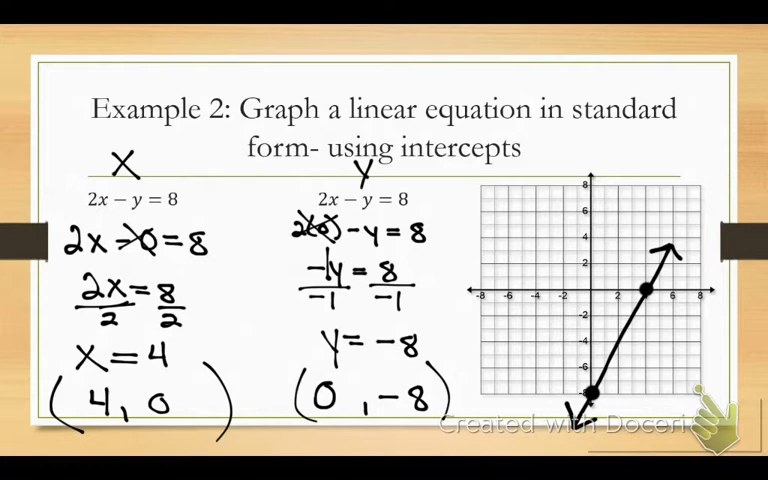 Example 2: Graph a linear equation in standard
form- using intercepts
X
2x − y = 8
2x − 0 = 8
2x = 8
2 2
x = 4
(4, 0)
Y
2x − y = 8
2(0) − y = 8
−1y = 8
−1 −1
y = −8
(0, −8)
8
6
4
2
-8 -6 -4 -2 2 4 6 8
-2
-4
-6
-8
Created with Doceri